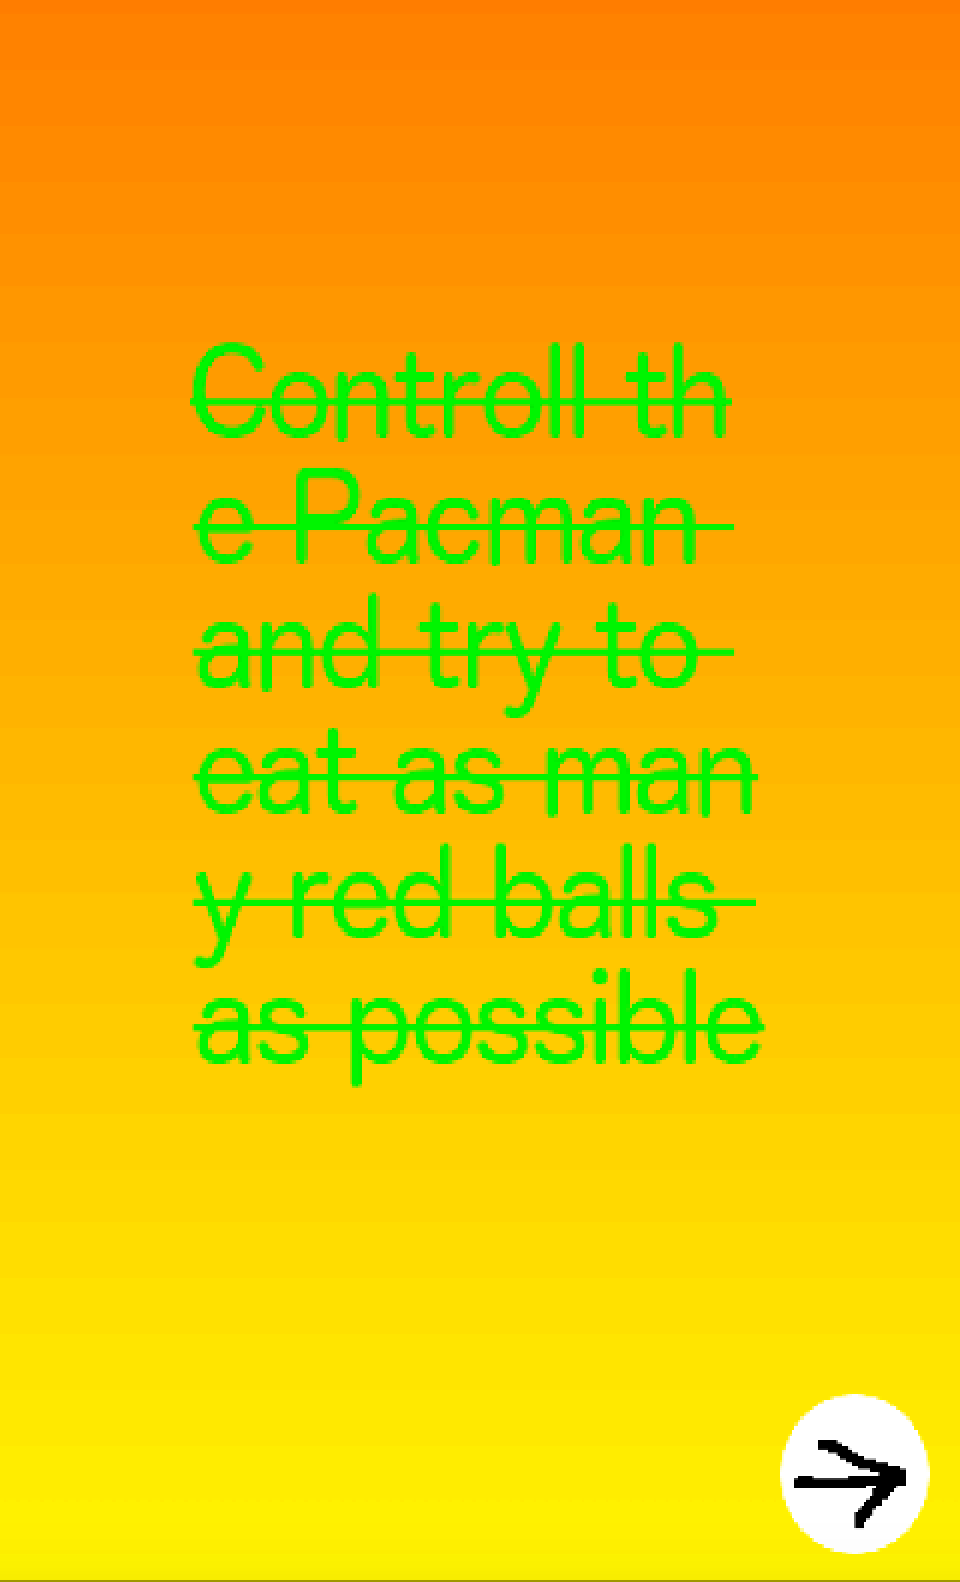 Controll th
e Pacman
and try to
eat as man
y red balls
as possible